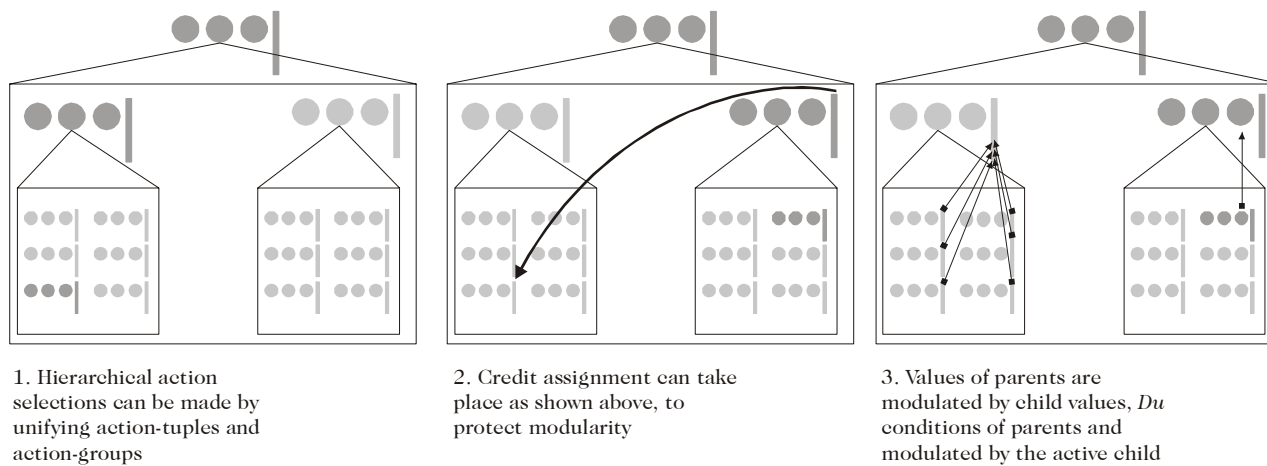 1. Hierarchical action
selections can be made by
unifying action-tuples and
action-groups
2. Credit assignment can take
place as shown above, to
protect modularity
3. Values of parents are
modulated by child values, Du
conditions of parents and
modulated by the active child